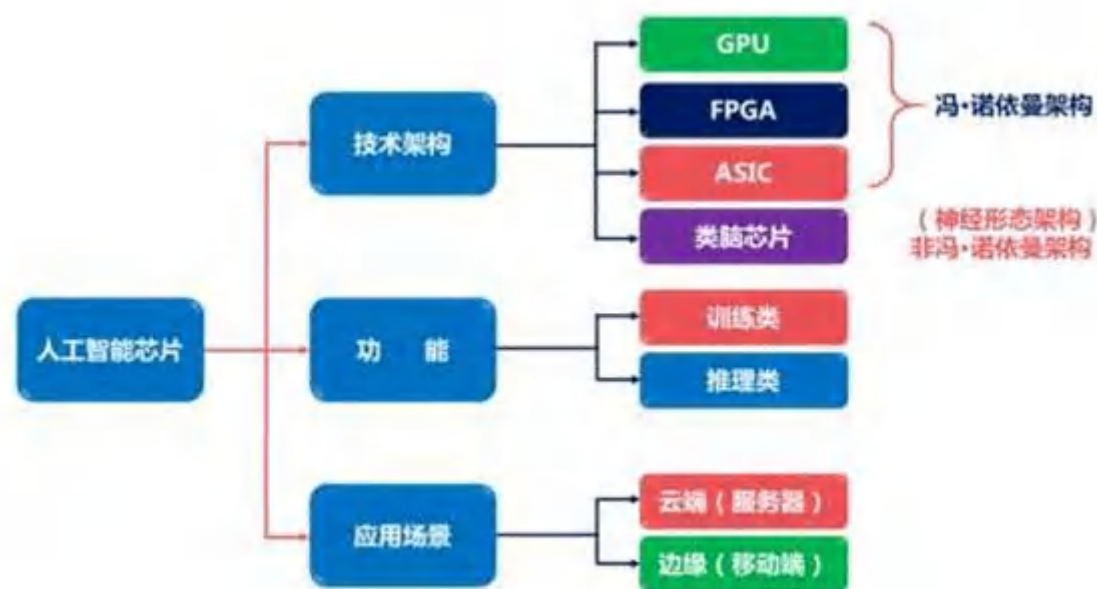 GPU
FPGA
冯·诺依曼架构
技术架构
ASIC
类脑芯片
（神经形态架构）
非冯·诺依曼架构
人工智能芯片
功 能
训练类
推理类
应用场景
云端（服务器）
边缘（移动端）